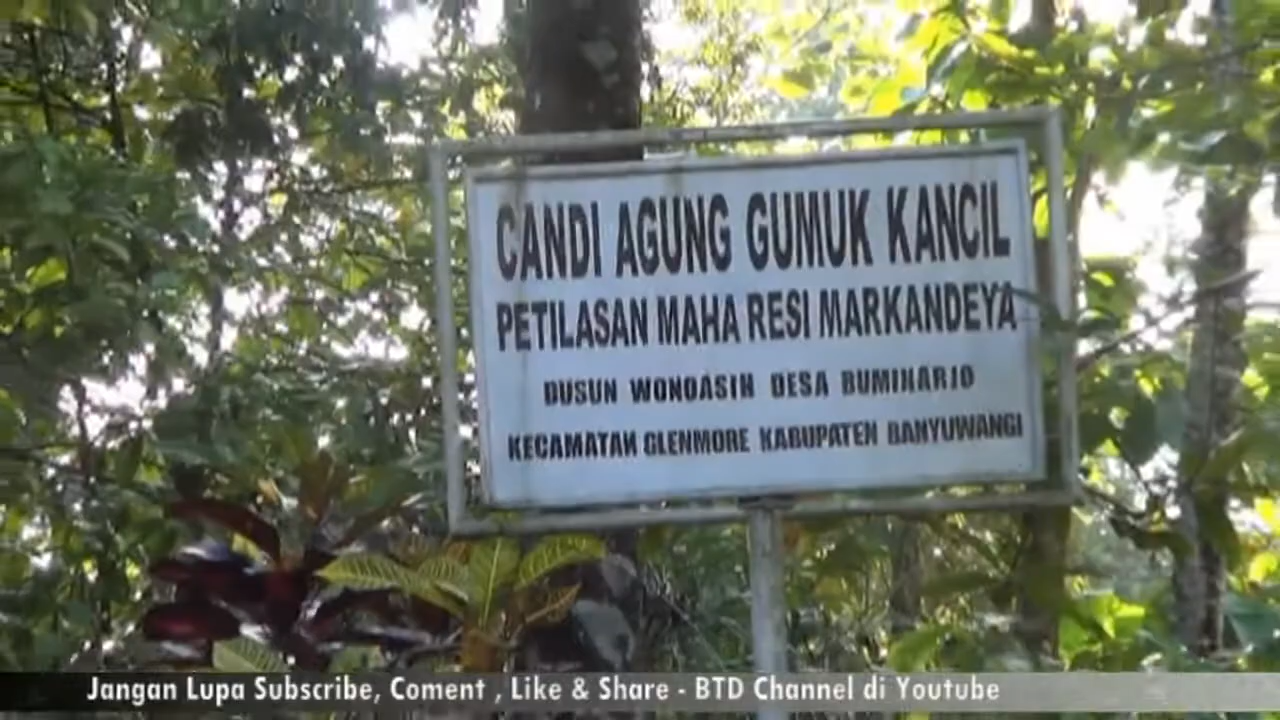 CANDI AGUNG GUMUK KANCIL
PETILASAN MAHA RESI MARKANDEYA
DUSUN WONOASIH DESA BUMIHARJO
KECAMATAN GLENMORE KABUPATEN BANYUWANGI
Jangan Lupa Subscribe, Coment , Like & Share - BTD Channel di Youtube